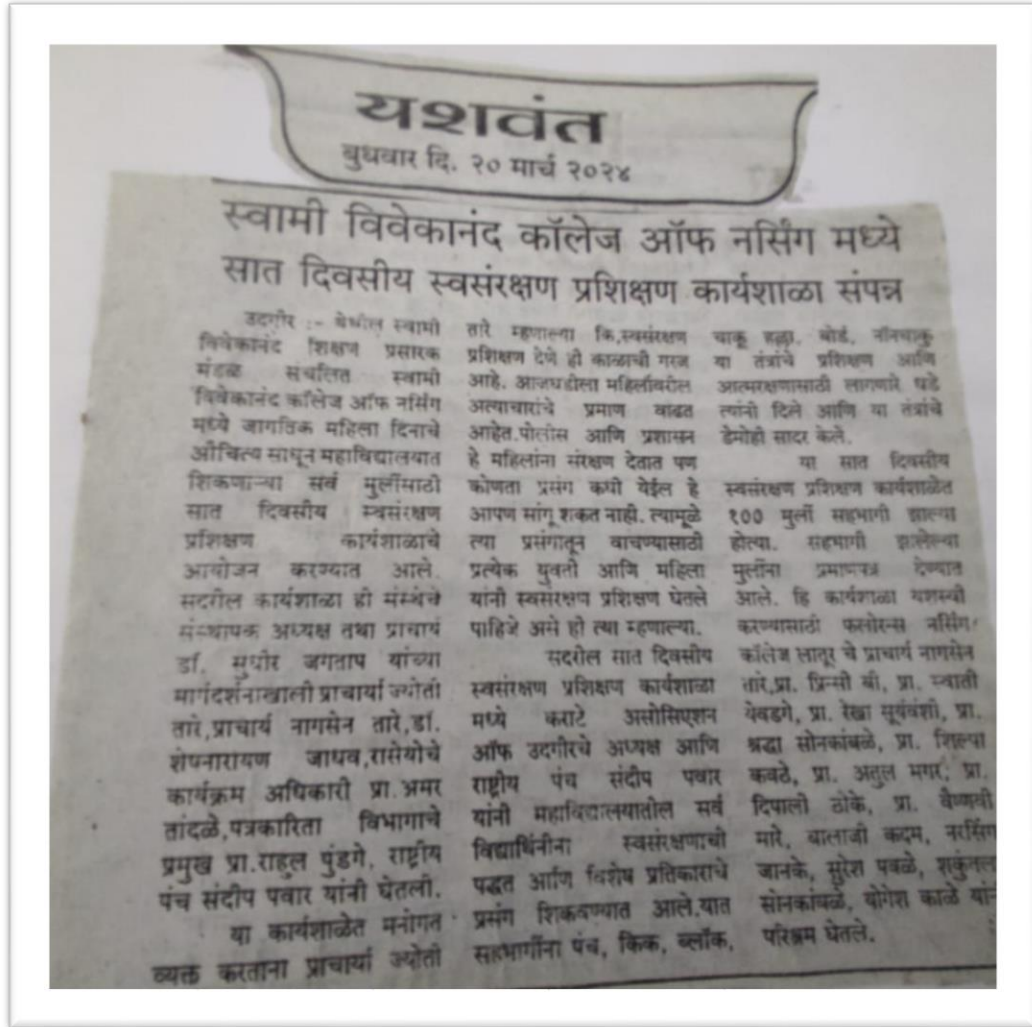 यशवंत
बुधवार दि. २० मार्च २०२४
स्वामी विवेकानंद कॉलेज ऑफ नर्सिंग मध्ये
सात दिवसीय स्वसंरक्षण प्रशिक्षण कार्यशाळा संपन्न
उदगीर :- येथील स्वामी
विवेकानंद शिक्षण प्रसारक
मंडळ संचलित स्वामी
विवेकानंद कॉलेज ऑफ नर्सिंग
मध्ये जागतिक महिला दिनाचे
औचित्य साधून महाविद्यालयात
शिकणाऱ्या सर्व मुलींसाठी
सात दिवसीय स्वसंरक्षण
प्रशिक्षण कार्यशाळाचे
आयोजन करण्यात आले.
सदरील कार्यशाळा ही संस्थेचे
संस्थापक अध्यक्ष तथा प्राचार्य
डॉ. सुधीर जगताप यांच्या
मार्गदर्शनाखाली प्राचार्या ज्योती
तारे,प्राचार्य नागसेन तारे,डॉ.
शेषनारायण जाधव,रासेयोचे
कार्यक्रम अधिकारी प्रा.अमर
तांदळे,पत्रकारिता विभागाचे
प्रमुख प्रा.राहुल पुंडगे, राष्ट्रीय
पंच संदीप पवार यांनी घेतली.
या कार्यशाळेत मनोगत
व्यक्त करताना प्राचार्या ज्योती
तारे म्हणाल्या कि,स्वसंरक्षण
प्रशिक्षण देणे ही काळाची गरज
आहे. आजघडीला महिलांवरील
अत्याचारांचे प्रमाण वाढत
आहेत.पोलीस आणि प्रशासन
हे महिलांना संरक्षण देतात पण
कोणता प्रसंग कधी येईल हे
आपण सांगू शकत नाही. त्यामूळे
त्या प्रसंगातून वाचण्यासाठी
प्रत्येक युवती आणि महिला
यांनी स्वसंरक्षण प्रशिक्षण घेतले
पाहिजे असे ही त्या म्हणाल्या.
सदरील सात दिवसीय
स्वसंरक्षण प्रशिक्षण कार्यशाळा
मध्ये कराटे असोसिएशन
ऑफ उदगीरचे अध्यक्ष आणि
राष्ट्रीय पंच संदीप पवार
यांनी महाविद्यालयातील सर्व
विद्यार्थिनीना स्वसंरक्षणाची
पद्धत आणि विशेष प्रतिकाराचे
प्रसंग शिकवण्यात आले.यात
सहभागींना पंच, किक, ब्लॉक,
चाकू हल्ला, बोर्ड, नॉनचाकु
या तंत्रांचे प्रशिक्षण आणि
आत्मरक्षणासाठी लागणारे धडे
त्यांनी दिले आणि या तंत्रांचे
डेमोही सादर केले.
या सात दिवसीय
स्वसंरक्षण प्रशिक्षण कार्यशाळेत
१०० मुली सहभागी झाल्या
होत्या. सहभागी झालेल्या
मुलींना प्रमाणपत्र देण्यात
आले. हि कार्यशाळा यशस्वी
करण्यासाठी फ्लोरेन्स नर्सिंग
कॉलेज लातूर चे प्राचार्य नागसेन
तारे,प्रा. प्रिन्सी बी, प्रा. स्वाती
येवडगे, प्रा. रेखा सूर्यवंशी, प्रा.
श्रद्धा सोनकांबळे, प्रा. शिल्पा
कवठे, प्रा. अतुल मगर, प्रा.
दिपाली ठोके, प्रा. वैष्णवी
मारे, बालाजी कदम, नरसिंग
जानके, सुरेश पवळे, शकुंतल
सोनकांबळे, योगेश काळे यांन
परिश्रम घेतले.